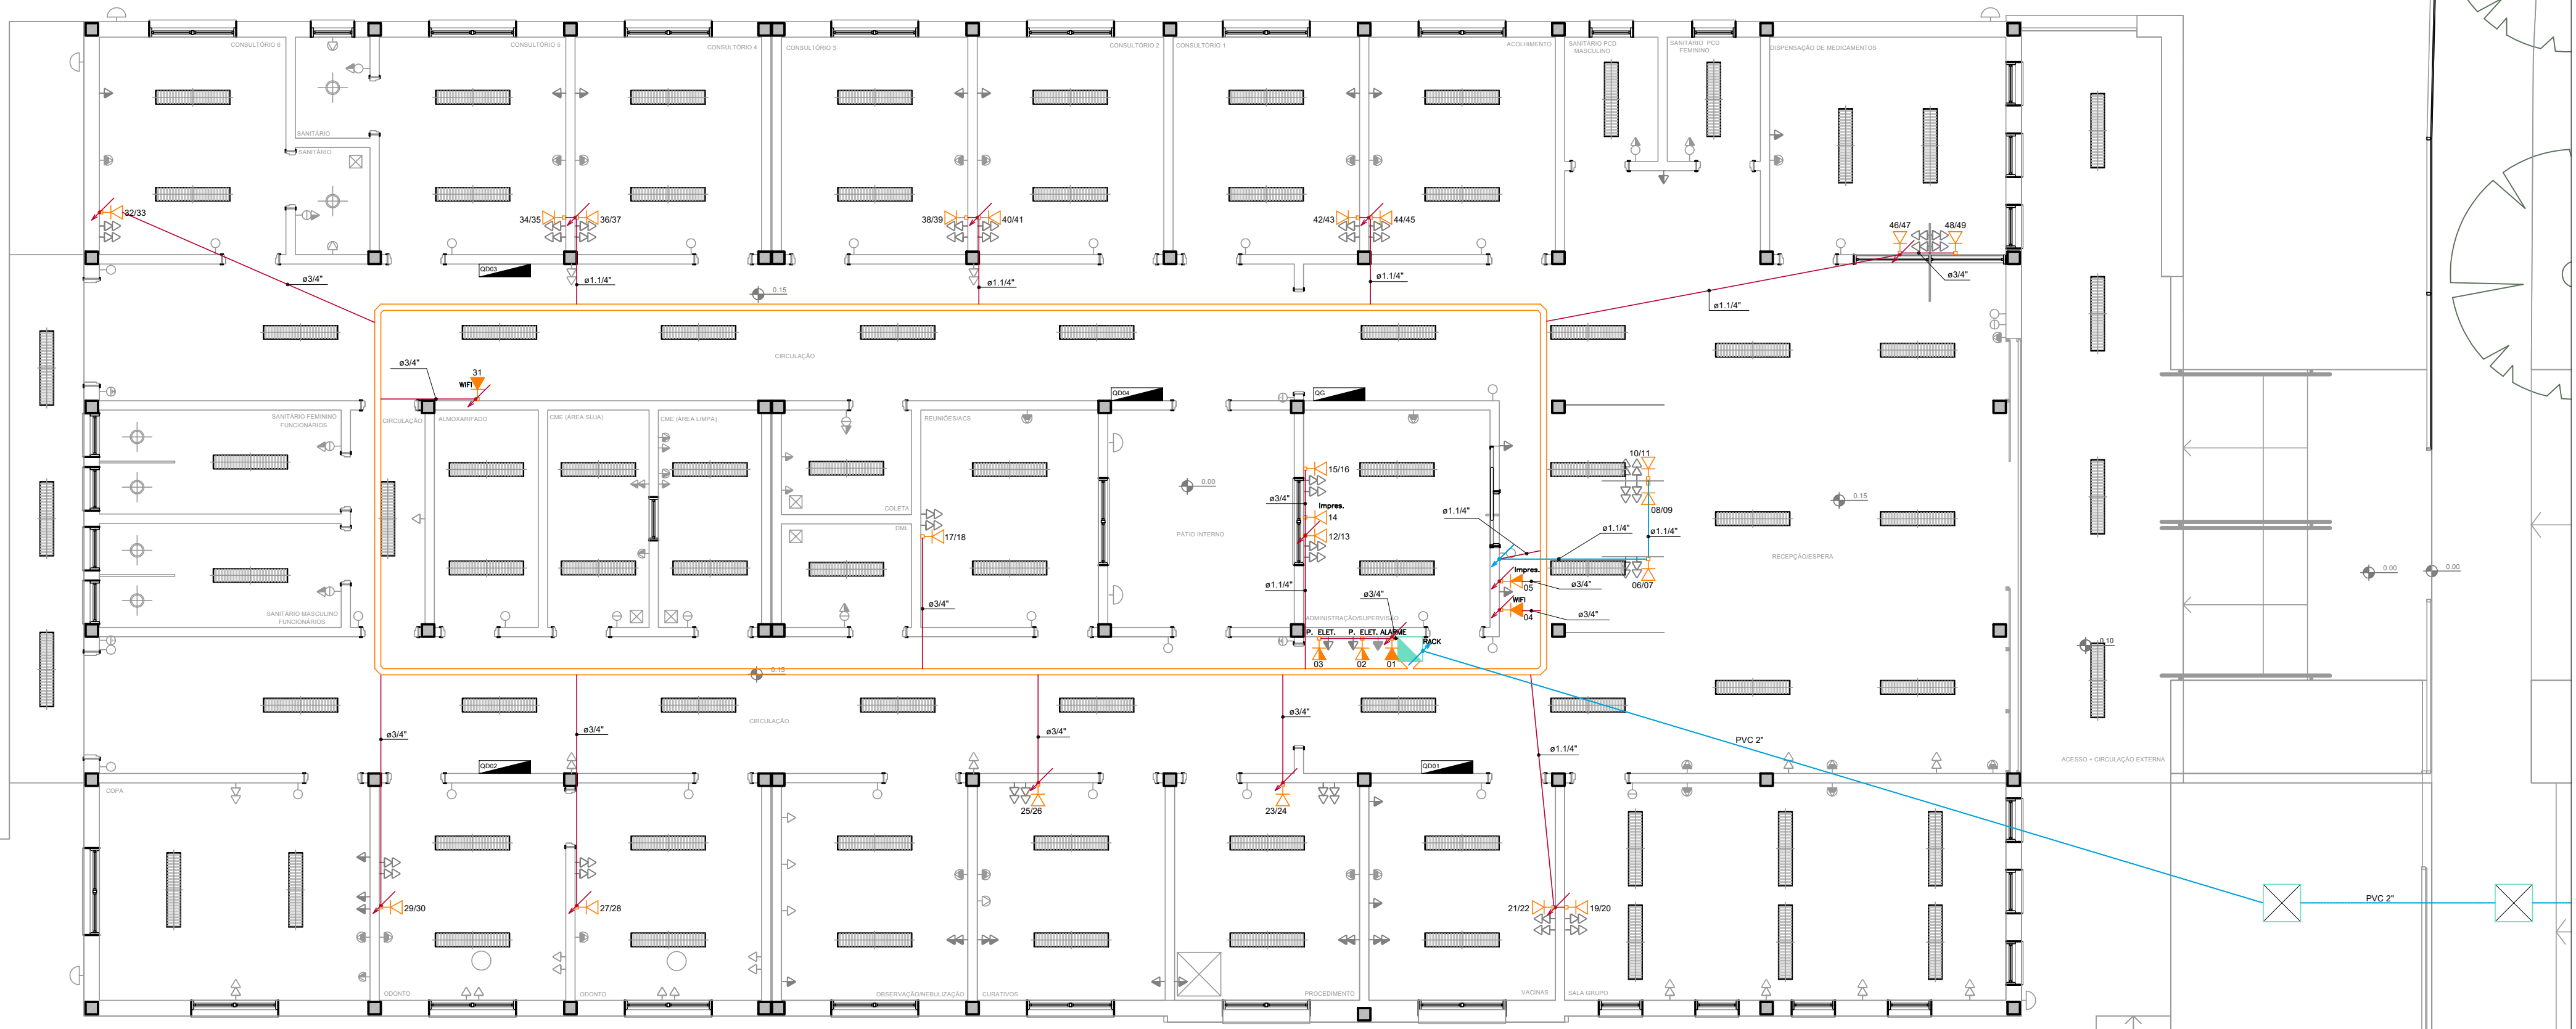 CONSULTÓRIO 6
CONSULTÓRIO 5
CONSULTÓRIO 4
CONSULTÓRIO 3
CONSULTÓRIO 2
CONSULTÓRIO 1
ACOLHIMENTO
SANITÁRIO PCD
MASCULINO
SANITÁRIO PCD
FEMININO
DISPENSAÇÃO DE MEDICAMENTOS
SANITÁRIO
SANITÁRIO
32/33
34/35
36/37
38/39
40/41
42/43
44/45
46/47
48/49
QD03
ø3/4"
ø1.1/4"
0.15
ø1.1/4"
ø1.1/4"
ø1.1/4"
ø3/4"
CIRCULAÇÃO
ø3/4"
31
WIFI
QD04
QG
SANITÁRIO FEMININO
FUNCIONÁRIOS
CIRCULAÇÃO
ALMOXARIFADO
CME (ÁREA SUJA)
CME (ÁREA LIMPA)
REUNIÕES/ACS
COLETA
DML
17/18
PÁTIO INTERNO
0.00
15/16
ø3/4"
Impres.
14
12/13
ø1.1/4"
ø1.1/4"
10/11
08/09
ø1.1/4"
ø1.1/4"
06/07
0.15
RECEPÇÃO/ESPERA
Impres.
05
ø3/4"
WIFI
04
ø3/4"
ø3/4"
ø3/4"
SANITÁRIO MASCULINO
FUNCIONÁRIOS
ADMINISTRAÇÃO/SUPERVISÃO
P. ELET.
P. ELET.
ALARME
RACK
03
02
01
0.00
0.00
-0.10
0.15
CIRCULAÇÃO
ø3/4"
ø3/4"
ø3/4"
ø3/4"
ø1.1/4"
PVC 2"
ACESSO + CIRCULAÇÃO EXTERNA
QD02
QD01
COPA
25/26
23/24
29/30
27/28
21/22
19/20
PVC 2"
ODONTO
ODONTO
OBSERVAÇÃO/NEBULIZAÇÃO
CURATIVOS
PROCEDIMENTO
VACINAS
SALA GRUPO